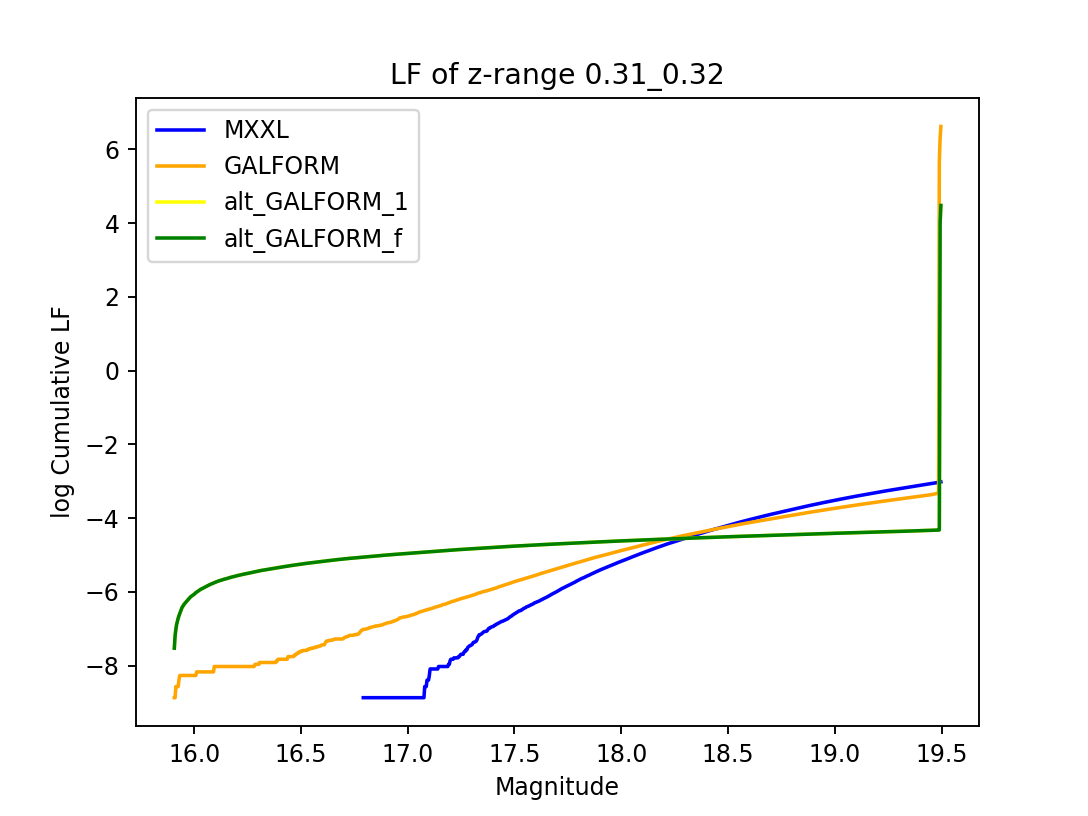 LF of z-range 0.31_0.32
MXXL
GALFORM
alt_GALFORM_1
alt_GALFORM_f
log Cumulative LF
6
4
2
0
−2
−4
−6
−8
16.0 16.5 17.0 17.5 18.0 18.5 19.0 19.5
Magnitude